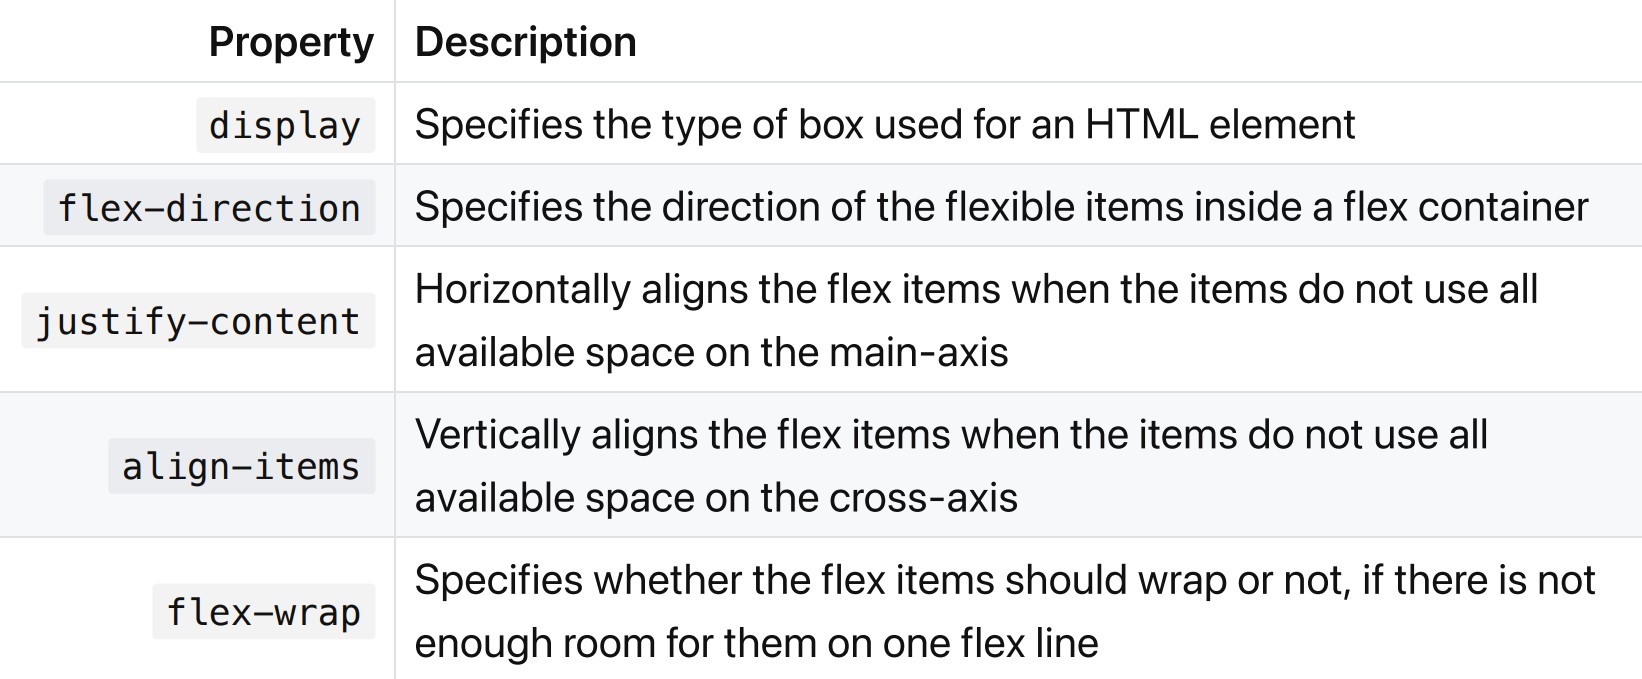 Property Description
display Specifies the type of box used for an HTML element
flex-direction Specifies the direction of the flexible items inside a flex container
justify-content Horizontally aligns the flex items when the items do not use all
available space on the main-axis
align-items Vertically aligns the flex items when the items do not use all
available space on the cross-axis
flex-wrap Specifies whether the flex items should wrap or not, if there is not
enough room for them on one flex line